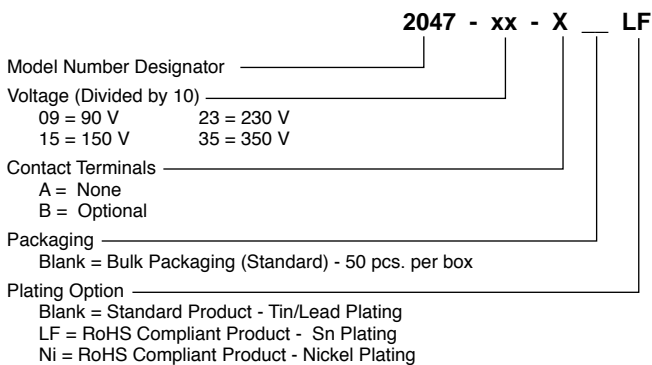 2047 - xx - X __ LF
Model Number Designator
Voltage (Divided by 10)
09 = 90 V 23 = 230 V
15 = 150 V 35 = 350 V
Contact Terminals
A = None
B = Optional
Packaging
Blank = Bulk Packaging (Standard) - 50 pcs. per box
Plating Option
Blank = Standard Product - Tin/Lead Plating
LF = RoHS Compliant Product - Sn Plating
Ni = RoHS Compliant Product - Nickel Plating